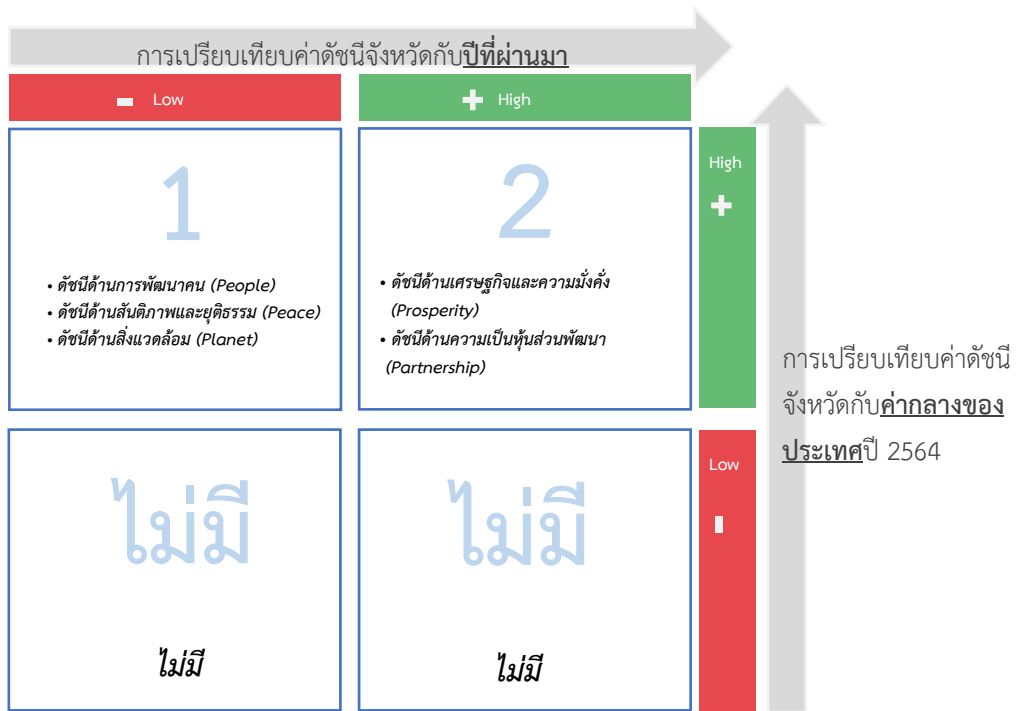 การเปรียบเทียบค่าดัชนีจังหวัดกับปีที่ผ่านมา
- Low
+ High
1
• ดัชนีด้านการพัฒนาคน (People)
• ดัชนีด้านสันติภาพและยุติธรรม (Peace)
• ดัชนีด้านสิ่งแวดล้อม (Planet)
2
• ดัชนีด้านเศรษฐกิจและความมั่งคั่ง
(Prosperity)
• ดัชนีด้านความเป็นหุ้นส่วนพัฒนา
(Partnership)
High
+
ไม่มี
ไม่มี
ไม่มี
ไม่มี
Low
-
การเปรียบเทียบค่าดัชนี
จังหวัดกับค่ากลางของ
ประเทศปี 2564